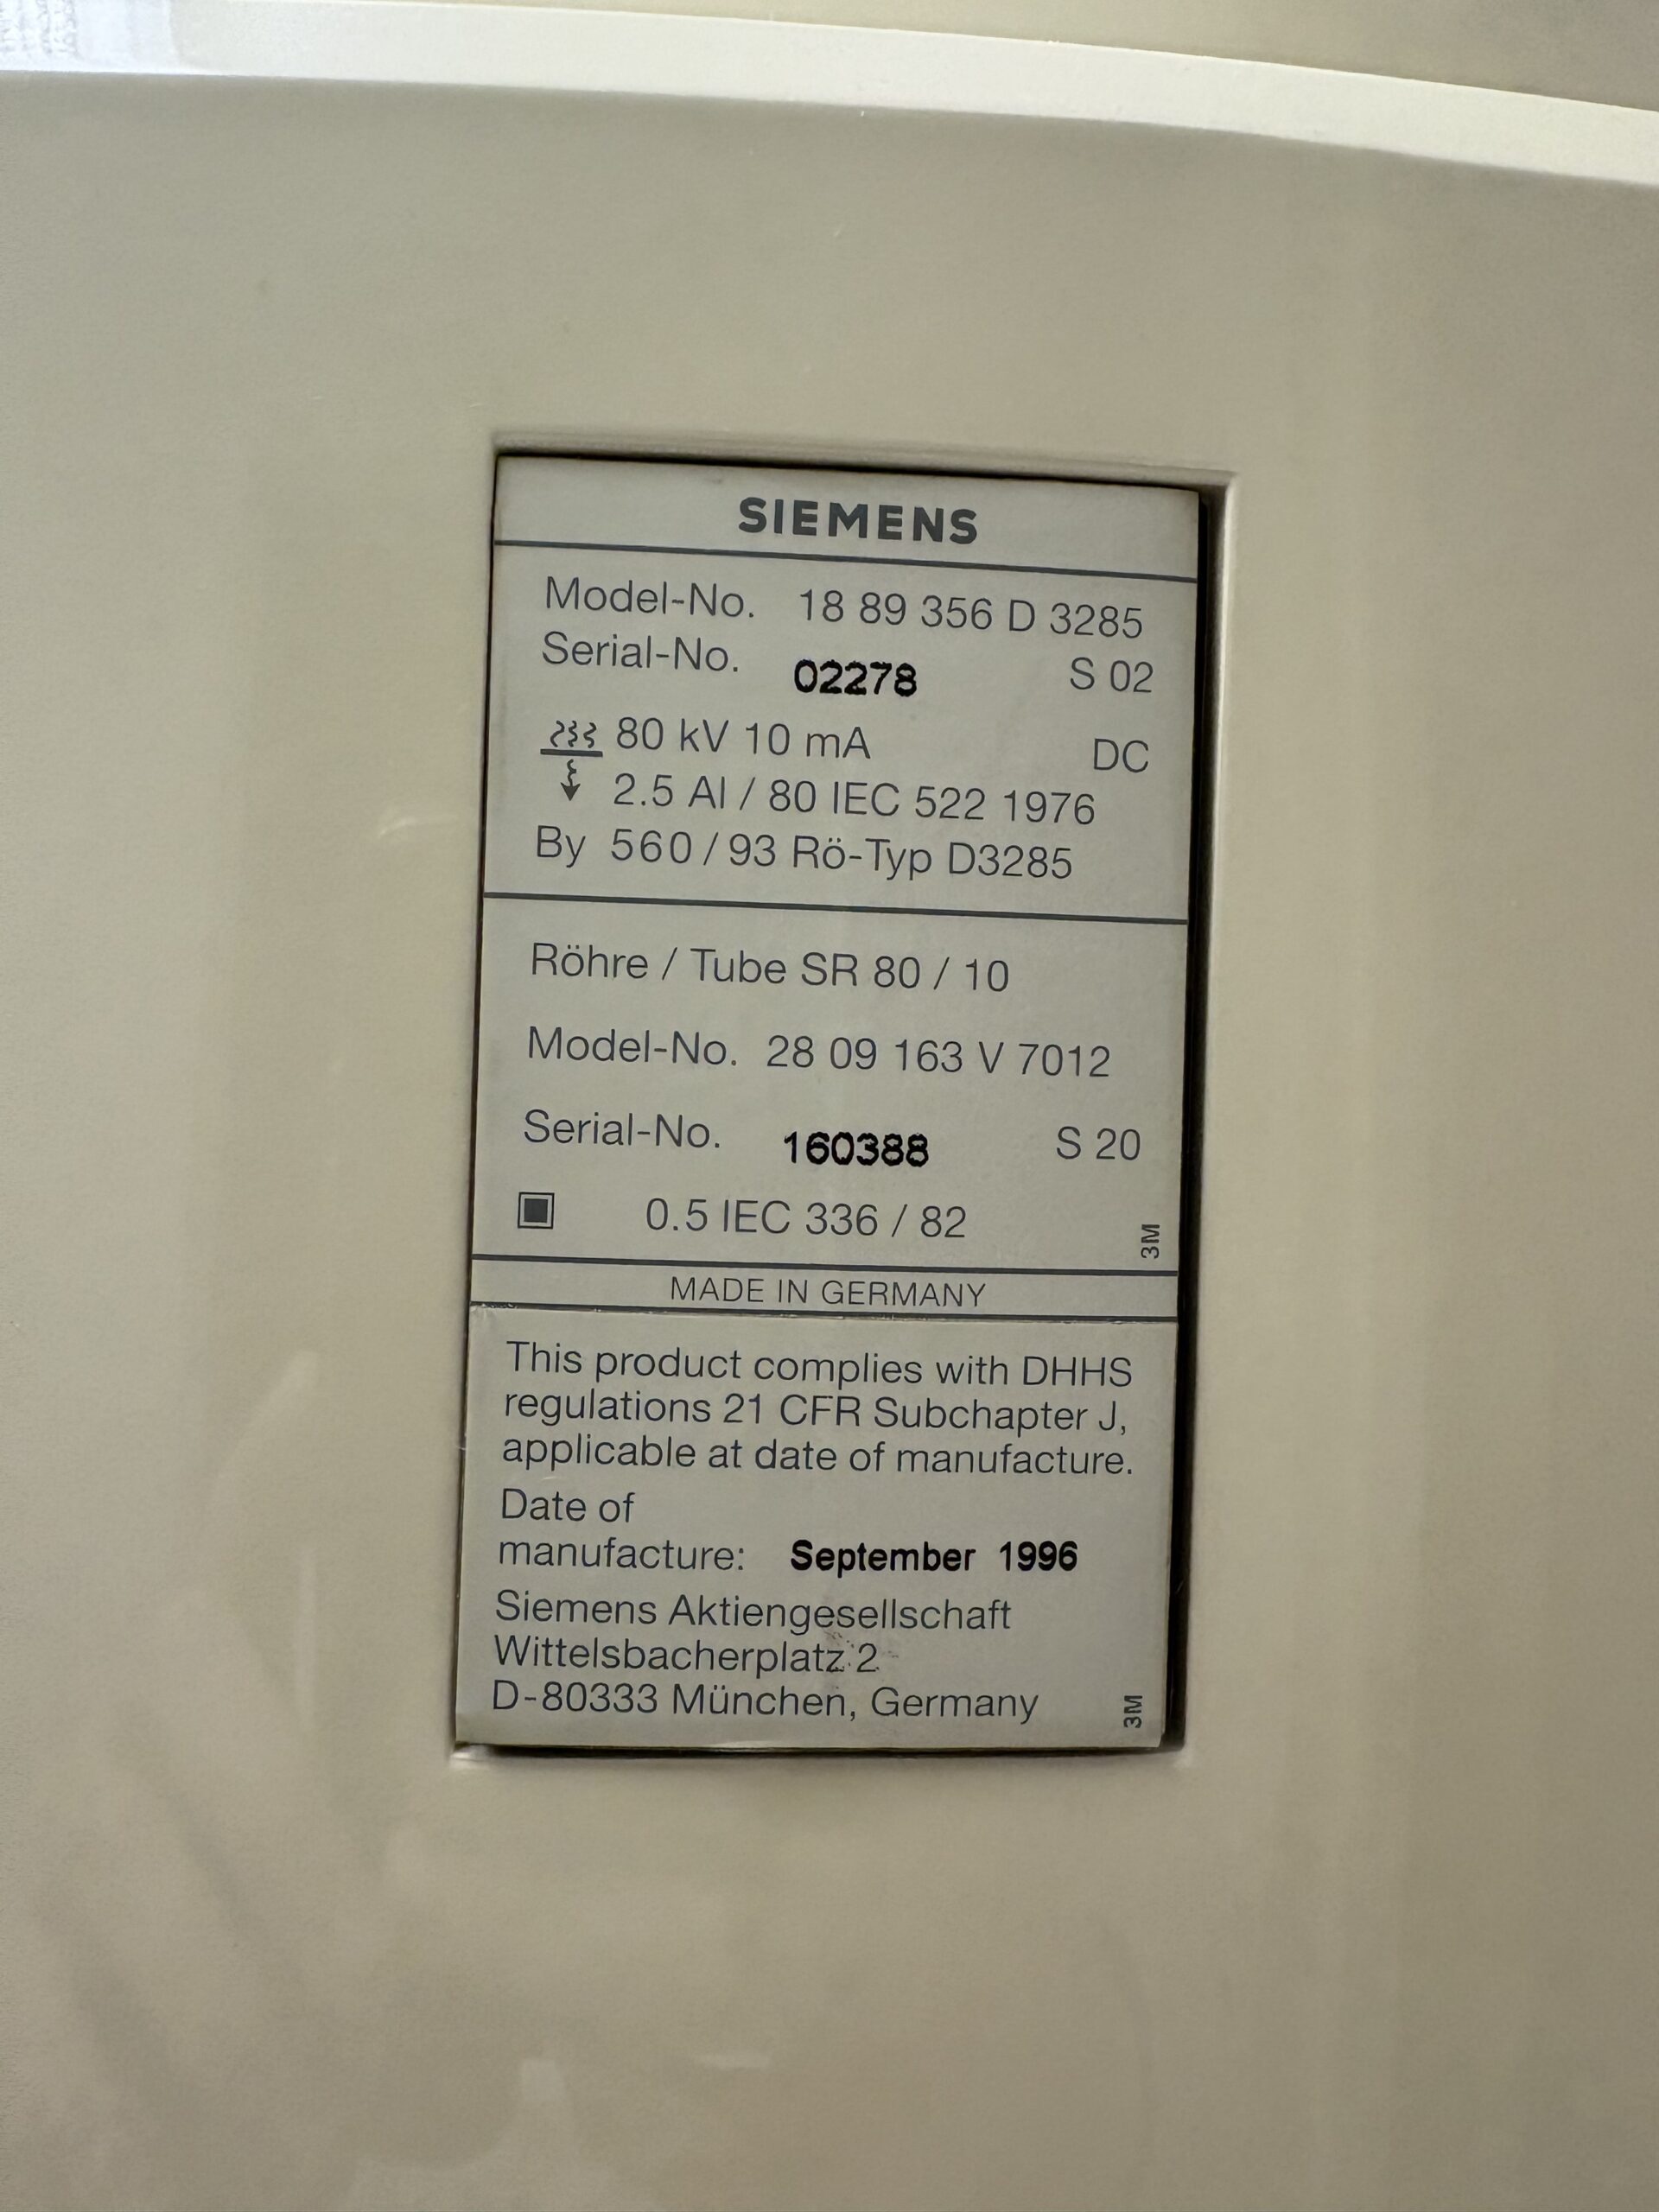 SIEMENS
Model-No. 18 89 356 D 3285
Serial-No. 02278 S 02
80 kV 10 mA DC
2.5 Al / 80 IEC 522 1976
By 560 / 93 Rö-Typ D3285
Röhre / Tube SR 80 / 10
Model-No. 28 09 163 V 7012
Serial-No. 160388 S 20
0.5 IEC 336 / 82
3M
MADE IN GERMANY
This product complies with DHHS
regulations 21 CFR Subchapter J,
applicable at date of manufacture.
Date of
manufacture: September 1996
Siemens Aktiengesellschaft
Wittelsbacherplatz 2
D-80333 München, Germany
3M